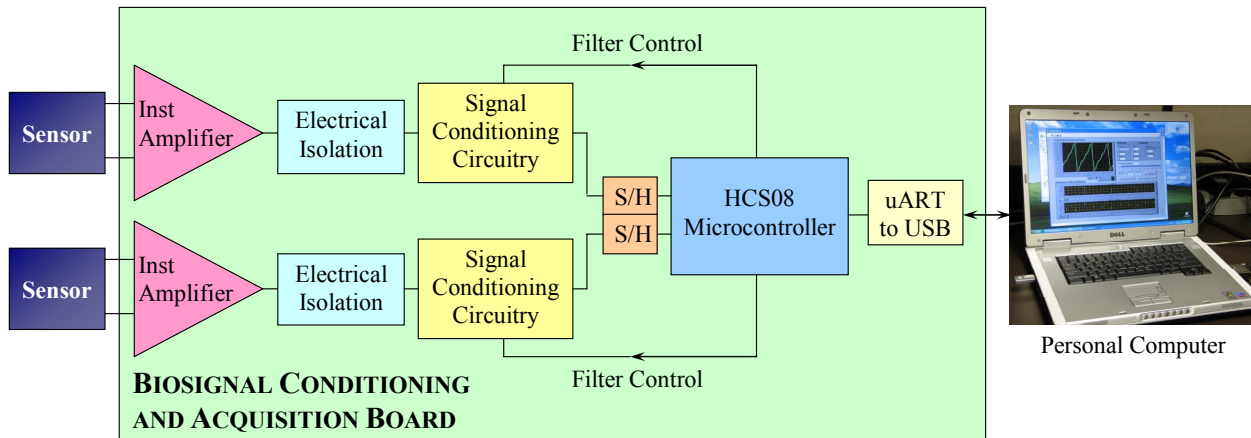 Filter Control
Sensor
Inst
Amplifier
Electrical
Isolation
Signal
Conditioning
Circuitry
S/H
S/H
HCS08
Microcontroller
uART
to USB
Sensor
Inst
Amplifier
Electrical
Isolation
Signal
Conditioning
Circuitry
Filter Control
DELL
Personal Computer
BIOSIGNAL CONDITIONING
AND ACQUISITION BOARD